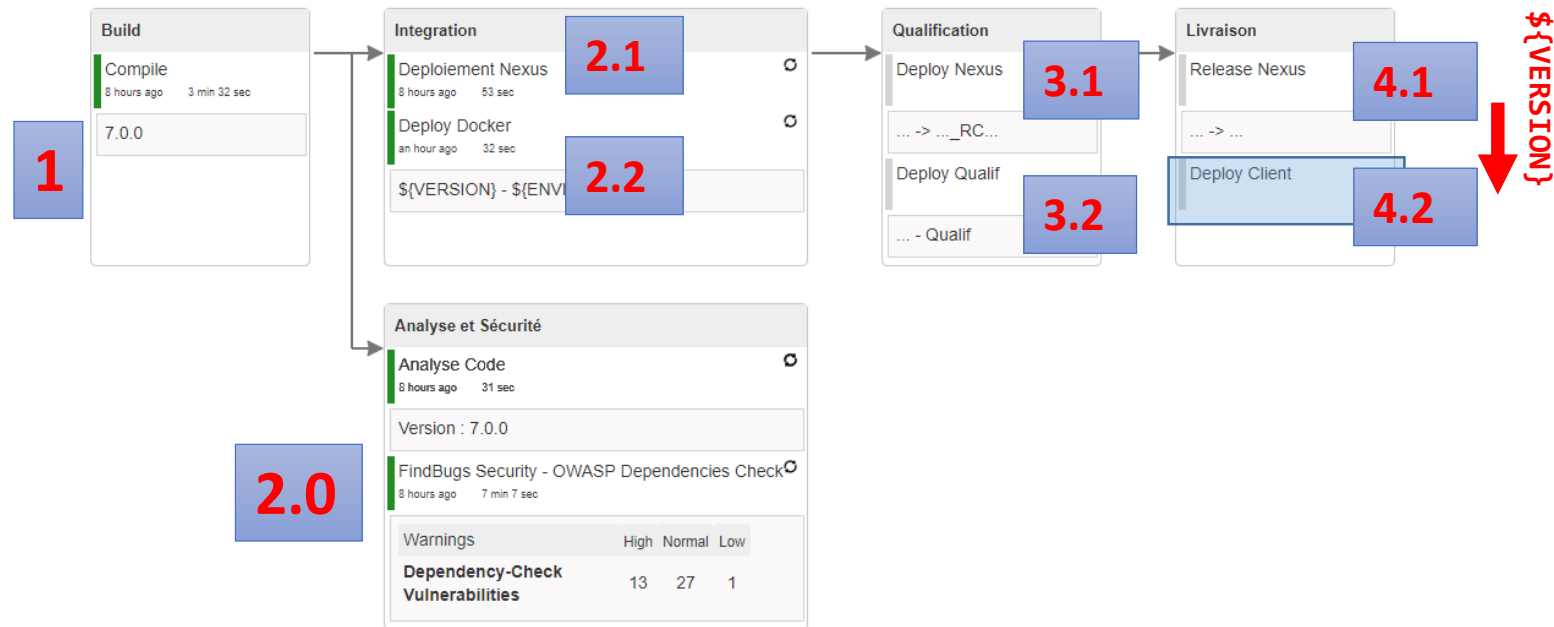 Build
Compile
8 hours ago 3 min 32 sec
7.0.0
1
Integration
2.1
Deploiement Nexus
8 hours ago 53 sec
Deploy Docker
an hour ago 32 sec
${VERSION} - ${ENV
2.2
Qualification
Deploy Nexus
3.1
... -> ..._RC...
Deploy Qualif
3.2
... - Qualif
Livraison
Release Nexus
4.1
... -> ...
Deploy Client
4.2
${VERSION}
Analyse et Sécurité
Analyse Code
8 hours ago 31 sec
Version : 7.0.0
2.0
FindBugs Security - OWASP Dependencies Check
8 hours ago 7 min 7 sec
Warnings High Normal Low
Dependency-Check
Vulnerabilities 13 27 1